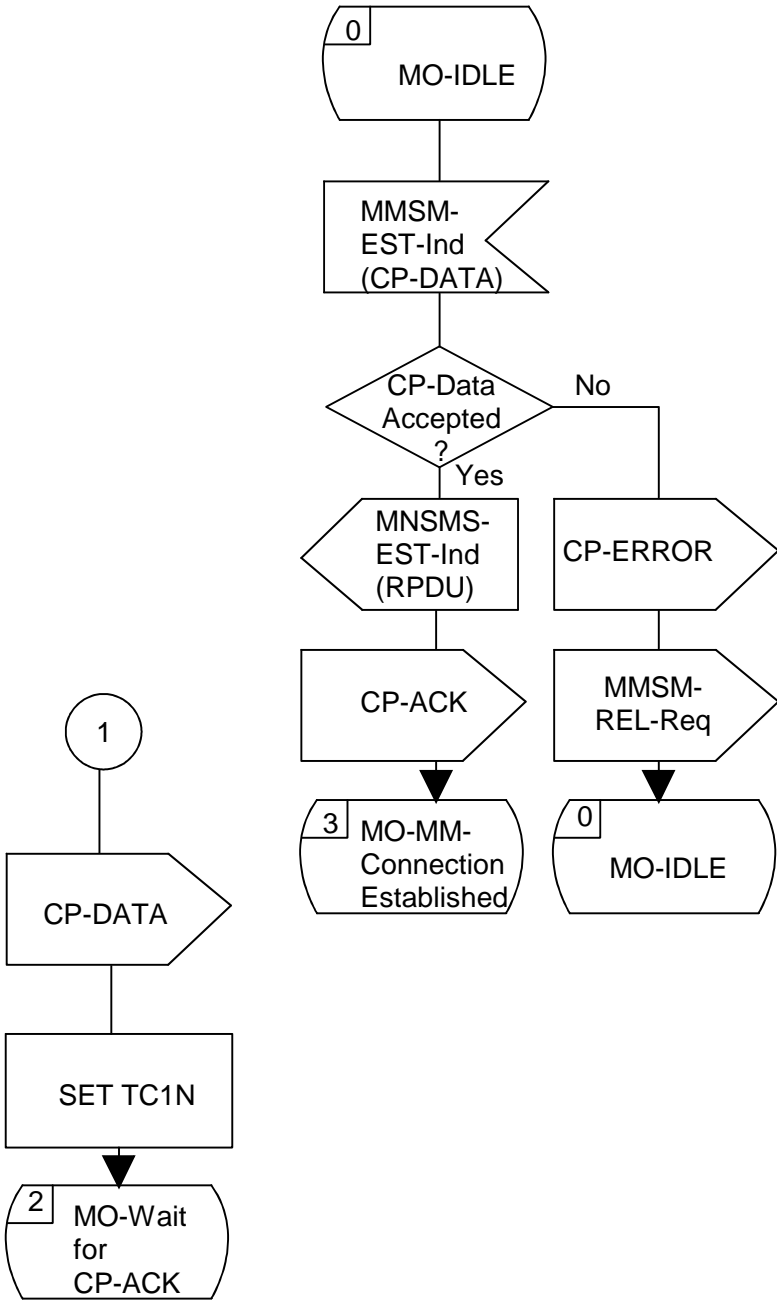 0
MO-IDLE
MMSM-
EST-Ind
(CP-DATA)
CP-Data
Accepted
?
No
Yes
MNSMS-
EST-Ind
(RPDU)
CP-ERROR
CP-ACK
MMSM-
REL-Req
3
MO-MM-
Connection
Established
0
MO-IDLE
1
CP-DATA
SET TC1N
2
MO-Wait
for
CP-ACK